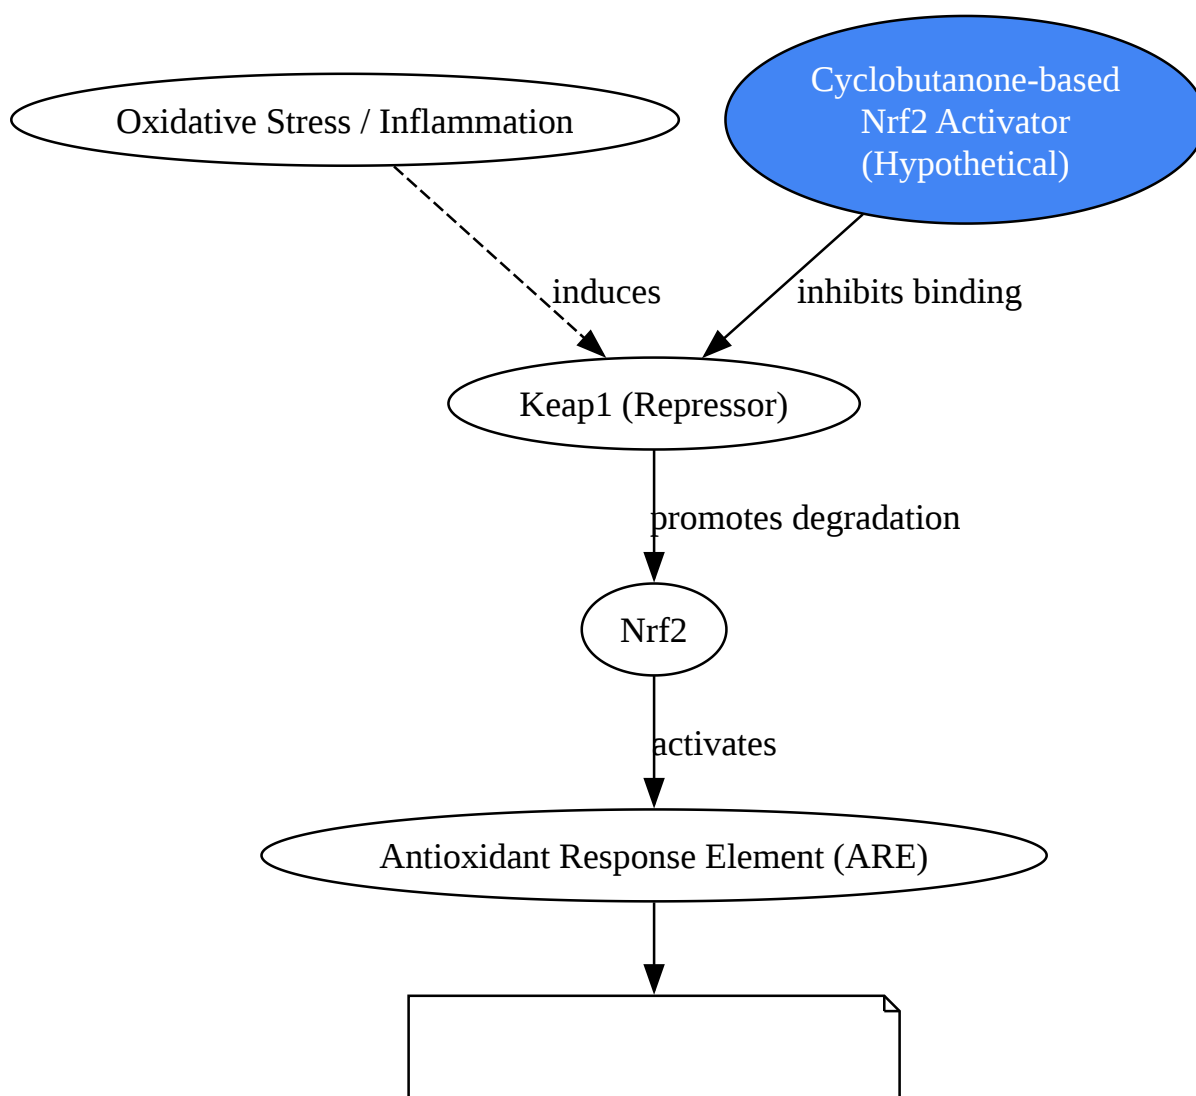 Oxidative Stress / Inflammation
Cyclobutanone-based
Nrf2 Activator
(Hypothetical)
induces
inhibits binding
Keap1 (Repressor)
promotes degradation
Nrf2
activates
Antioxidant Response Element (ARE)